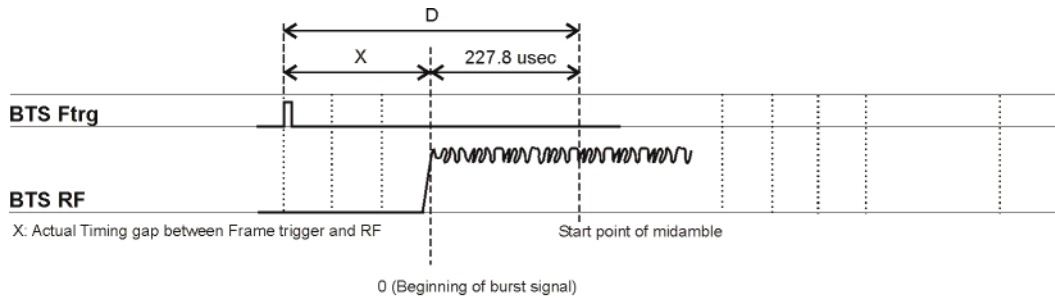 D
X
227.8 usec
BTS Ftrg
BTS RF
X: Actual Timing gap between Frame trigger and RF
Start point of midamble
0 (Beginning of burst signal)